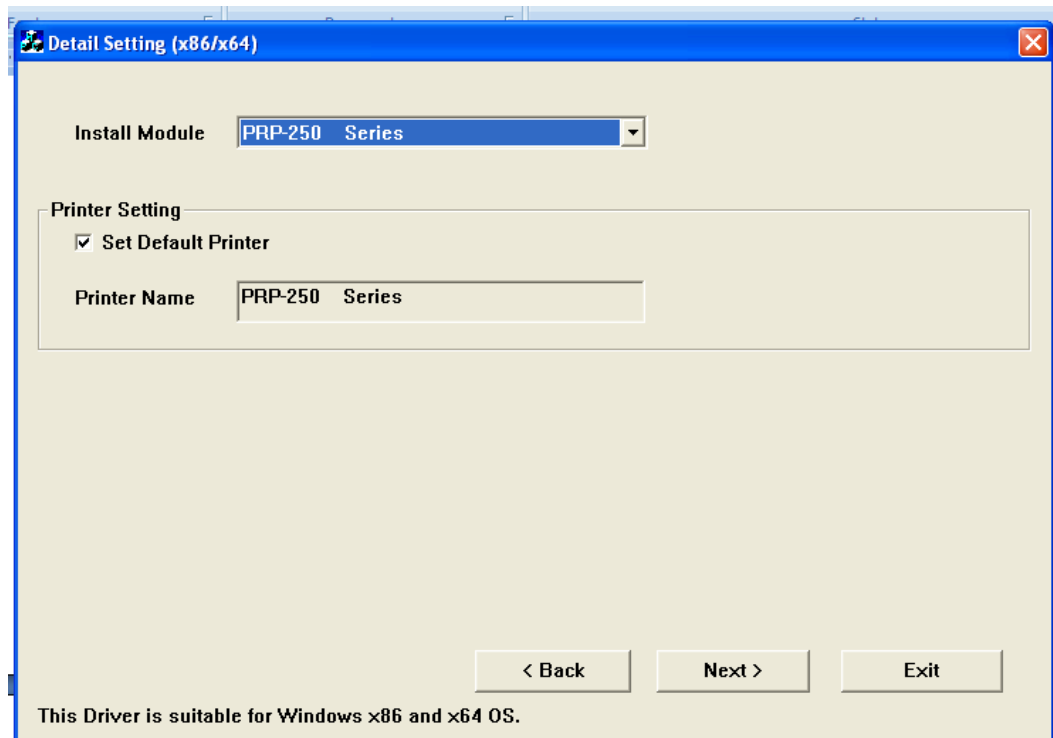 Detail Setting (x86/x64)
Install Module PRP-250 Series
Printer Setting
Set Default Printer
Printer Name PRP-250 Series
< Back Next > Exit
This Driver is suitable for Windows x86 and x64 OS.